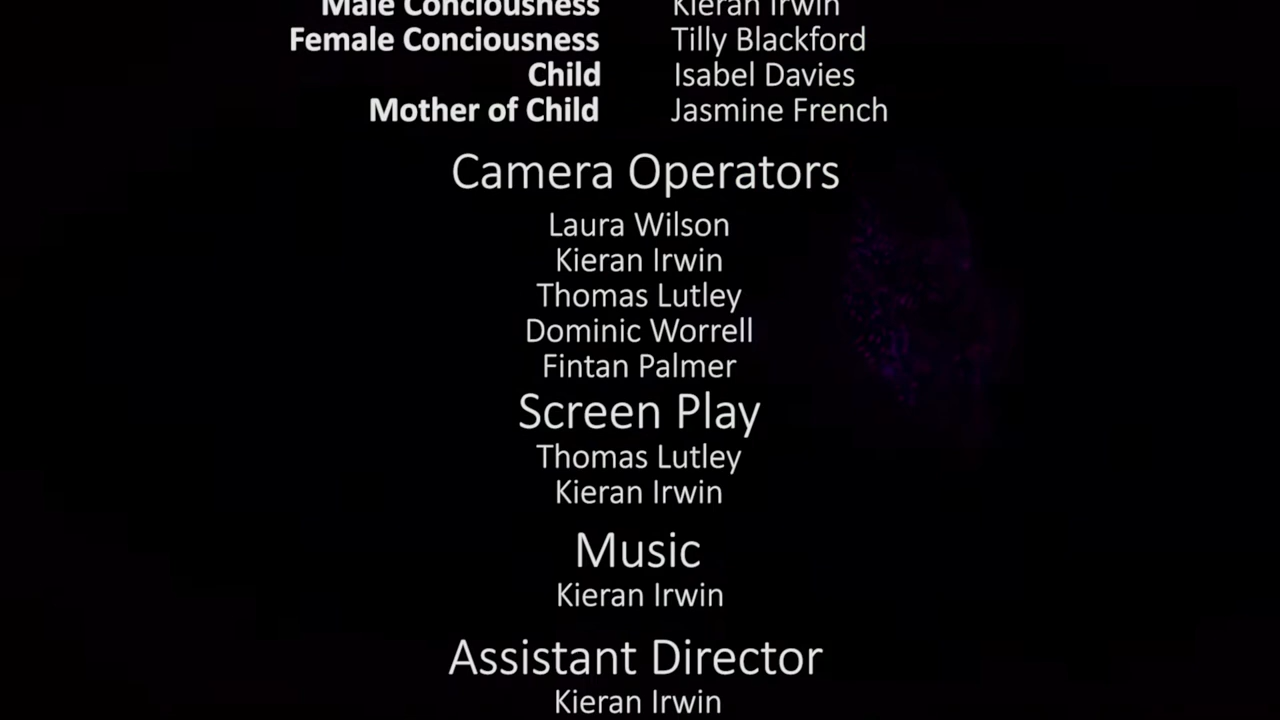 Male Conciousness Kieran Irwin
Female Conciousness Tilly Blackford
Child Isabel Davies
Mother of Child Jasmine French
Camera Operators
Laura Wilson
Kieran Irwin
Thomas Lutley
Dominic Worrell
Fintan Palmer
Screen Play
Thomas Lutley
Kieran Irwin
Music
Kieran Irwin
Assistant Director
Kieran Irwin